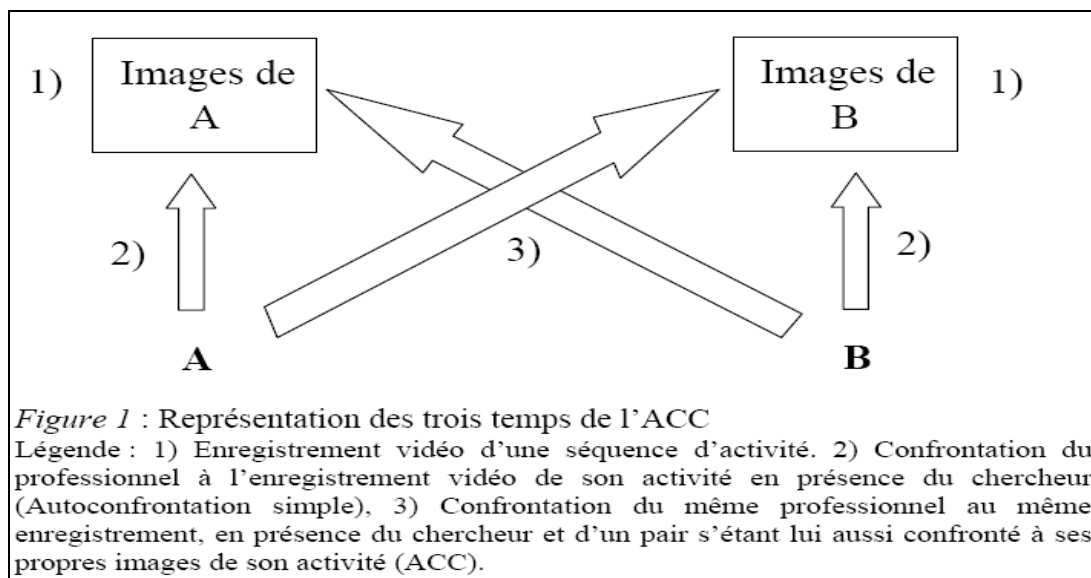 1)
Images de
A
Images de
B
1)
2)
3)
2)
A
B
Figure 1 : Représentation des trois temps de l’ACC
Légende : 1) Enregistrement vidéo d’une séquence d’activité. 2) Confrontation du
professionnel à l’enregistrement vidéo de son activité en présence du chercheur
(Autoconfrontation simple), 3) Confrontation du même professionnel au même
enregistrement, en présence du chercheur et d’un pair s’étant lui aussi confronté à ses
propres images de son activité (ACC).